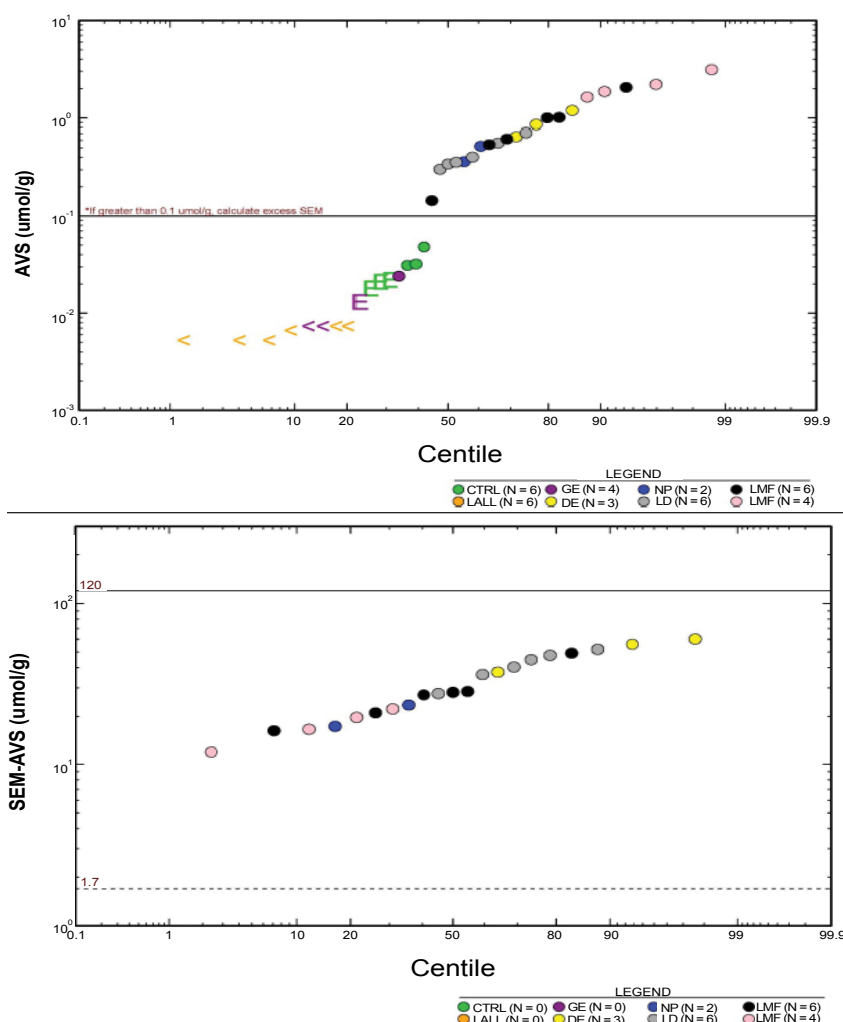 10¹
10⁰
10⁻¹
10⁻²
10⁻³
AVS (umol/g)
*If greater than 0.1 umol/g, calculate excess SEM
E E E E
< < < < < < < <
0.1 1 10 20 50 80 90 99 99.9
Centile
LEGEND
CTRL (N = 6) GE (N = 4) NP (N = 2) LMF (N = 6)
LALL (N = 6) DE (N = 3) LD (N = 6) LMF (N = 4)
120
10²
SEM-AVS (umol/g)
10¹
1.7
10⁰
0.1 1 10 20 50 80 90 99 99.9
Centile
LEGEND
CTRL (N = 0) GE (N = 0) NP (N = 2) LMF (N = 6)
LALL (N = 0) DE (N = 3) LD (N = 6) LMF (N = 4)